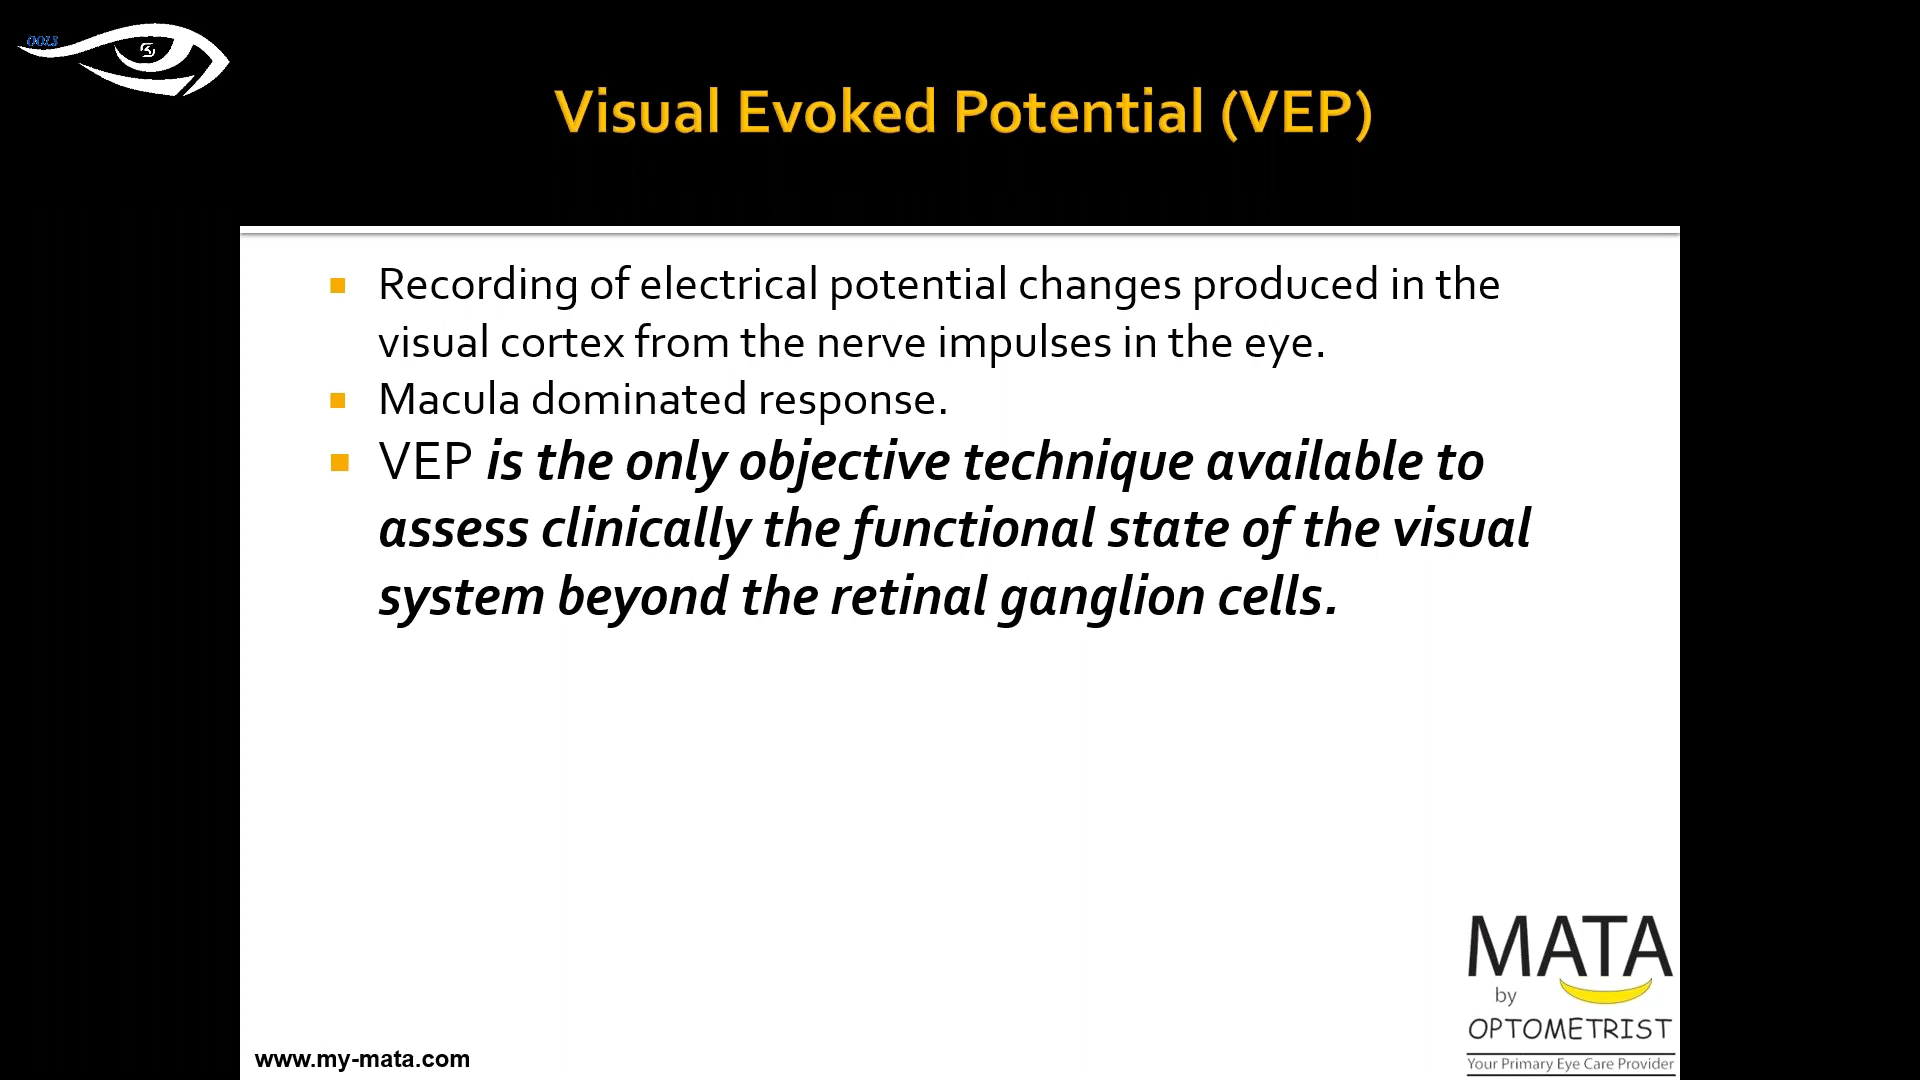 OOLS
Visual Evoked Potential (VEP)
Recording of electrical potential changes produced in the
visual cortex from the nerve impulses in the eye.
Macula dominated response.
VEP is the only objective technique available to
assess clinically the functional state of the visual
system beyond the retinal ganglion cells.
MATA
by
OPTOMETRIST
Your Primary Eye Care Provider
www.my-mata.com